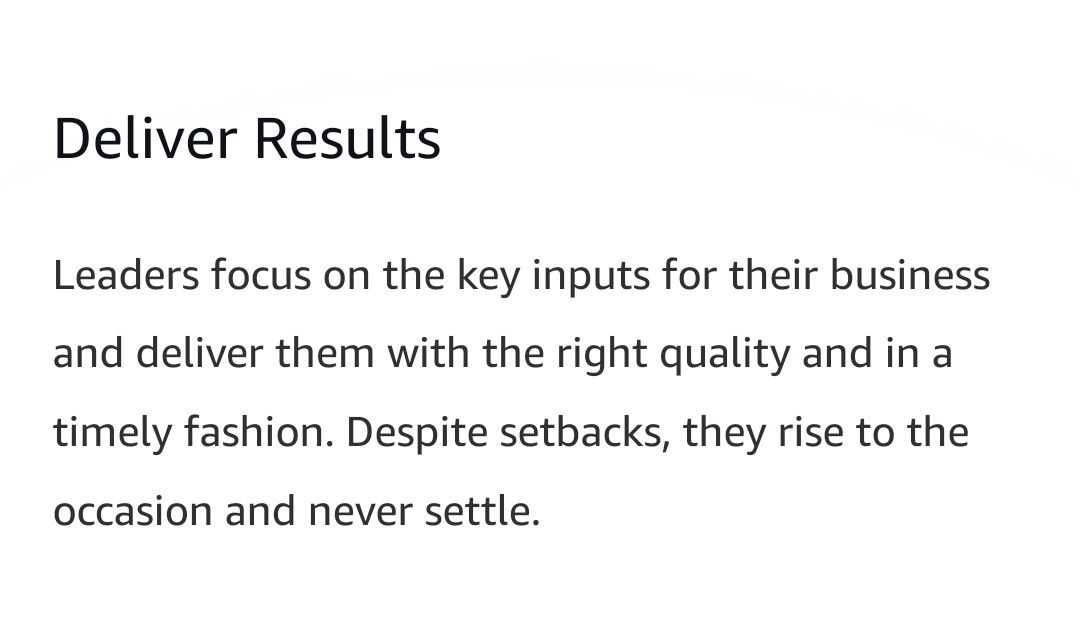 Deliver Results
Leaders focus on the key inputs for their business
and deliver them with the right quality and in a
timely fashion. Despite setbacks, they rise to the
occasion and never settle.